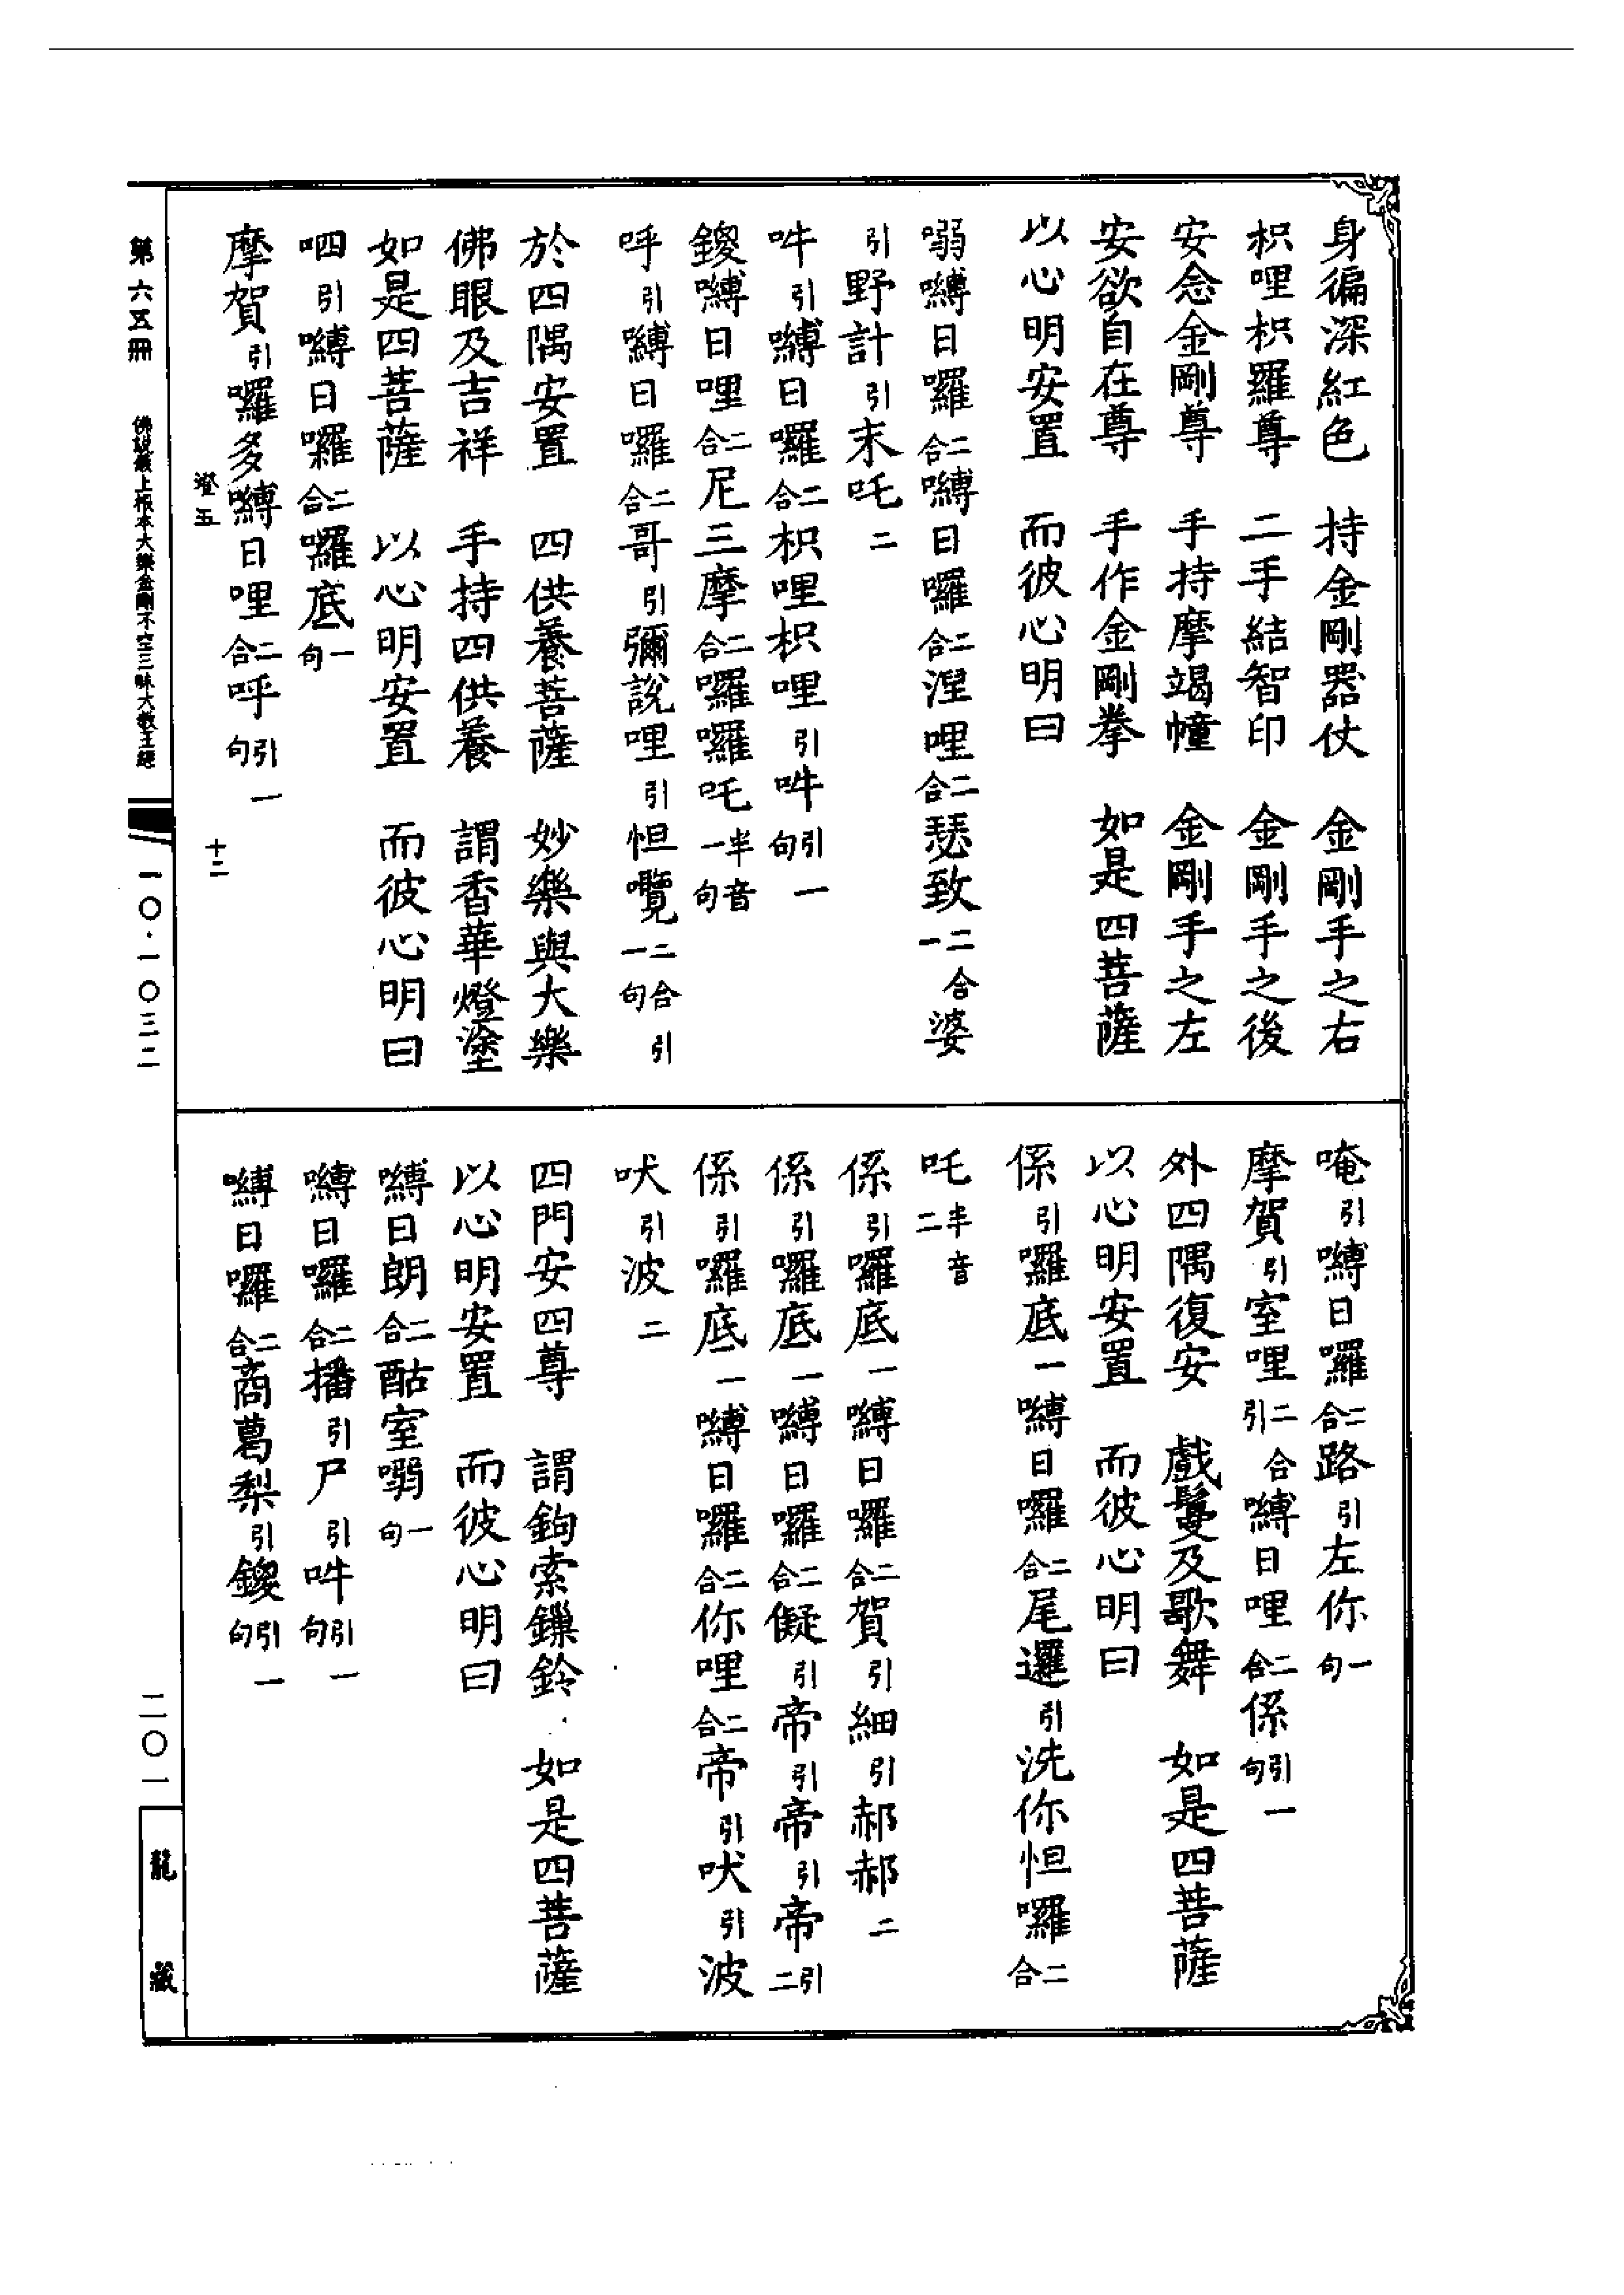 身徧深紅色　持金剛器仗　金剛手之右
枳哩枳羅尊　二手結智印　金剛手之後
安念金剛尊　手持摩竭幢　金剛手之左
安欲自在尊　手作金剛拳　如是四菩薩
以心明安置　而彼心明曰
嚩日囉二合嚩日囉二合涅哩二合瑟致二合一婆
引野計引末吒二
吽引嚩日囉二合枳哩枳哩引吽引一句
鑁嚩日哩二合尼三摩二合囉囉吒半音一句
呼引嚩日囉二合哥引彌說哩引怛囕二合一句引
於四隅安置　四供養菩薩　妙樂與大樂
佛眼及吉祥　手持四供養　謂香華燈塗
如是四菩薩　以心明安置　而彼心明曰
呬引嚩日囉二合囉底一句
摩賀引囉多嚩日哩二合呼引一句
唵引嚩日囉二合路引左你一句
摩賀引室哩二合引嚩日哩二合係引一句
外四隅復安　戲鬘及歌舞　如是四菩薩
以心明安置　而彼心明曰
係引囉底一嚩日囉二合尾邏引洗你怛囉二合
吒半音二
係引囉底一嚩日囉二合賀引細引郝郝二
係引囉底一嚩日囉二合儗引帝引帝引帝引二
係引囉底一嚩日囉二合你哩二合帝引吠引波
吠引波二
四門安四尊　謂鉤索鏁鈴　如是四菩薩
以心明安置　而彼心明曰
嚩日朗二合酤室一句
嚩日囉二合播引尸引吽引一句
嚩日囉二合商葛梨引鑁引一句
第六五冊　佛說最上根本大樂金剛不空三昧大教王經　一〇·一〇三二　二〇一
澄五　十二
龍藏